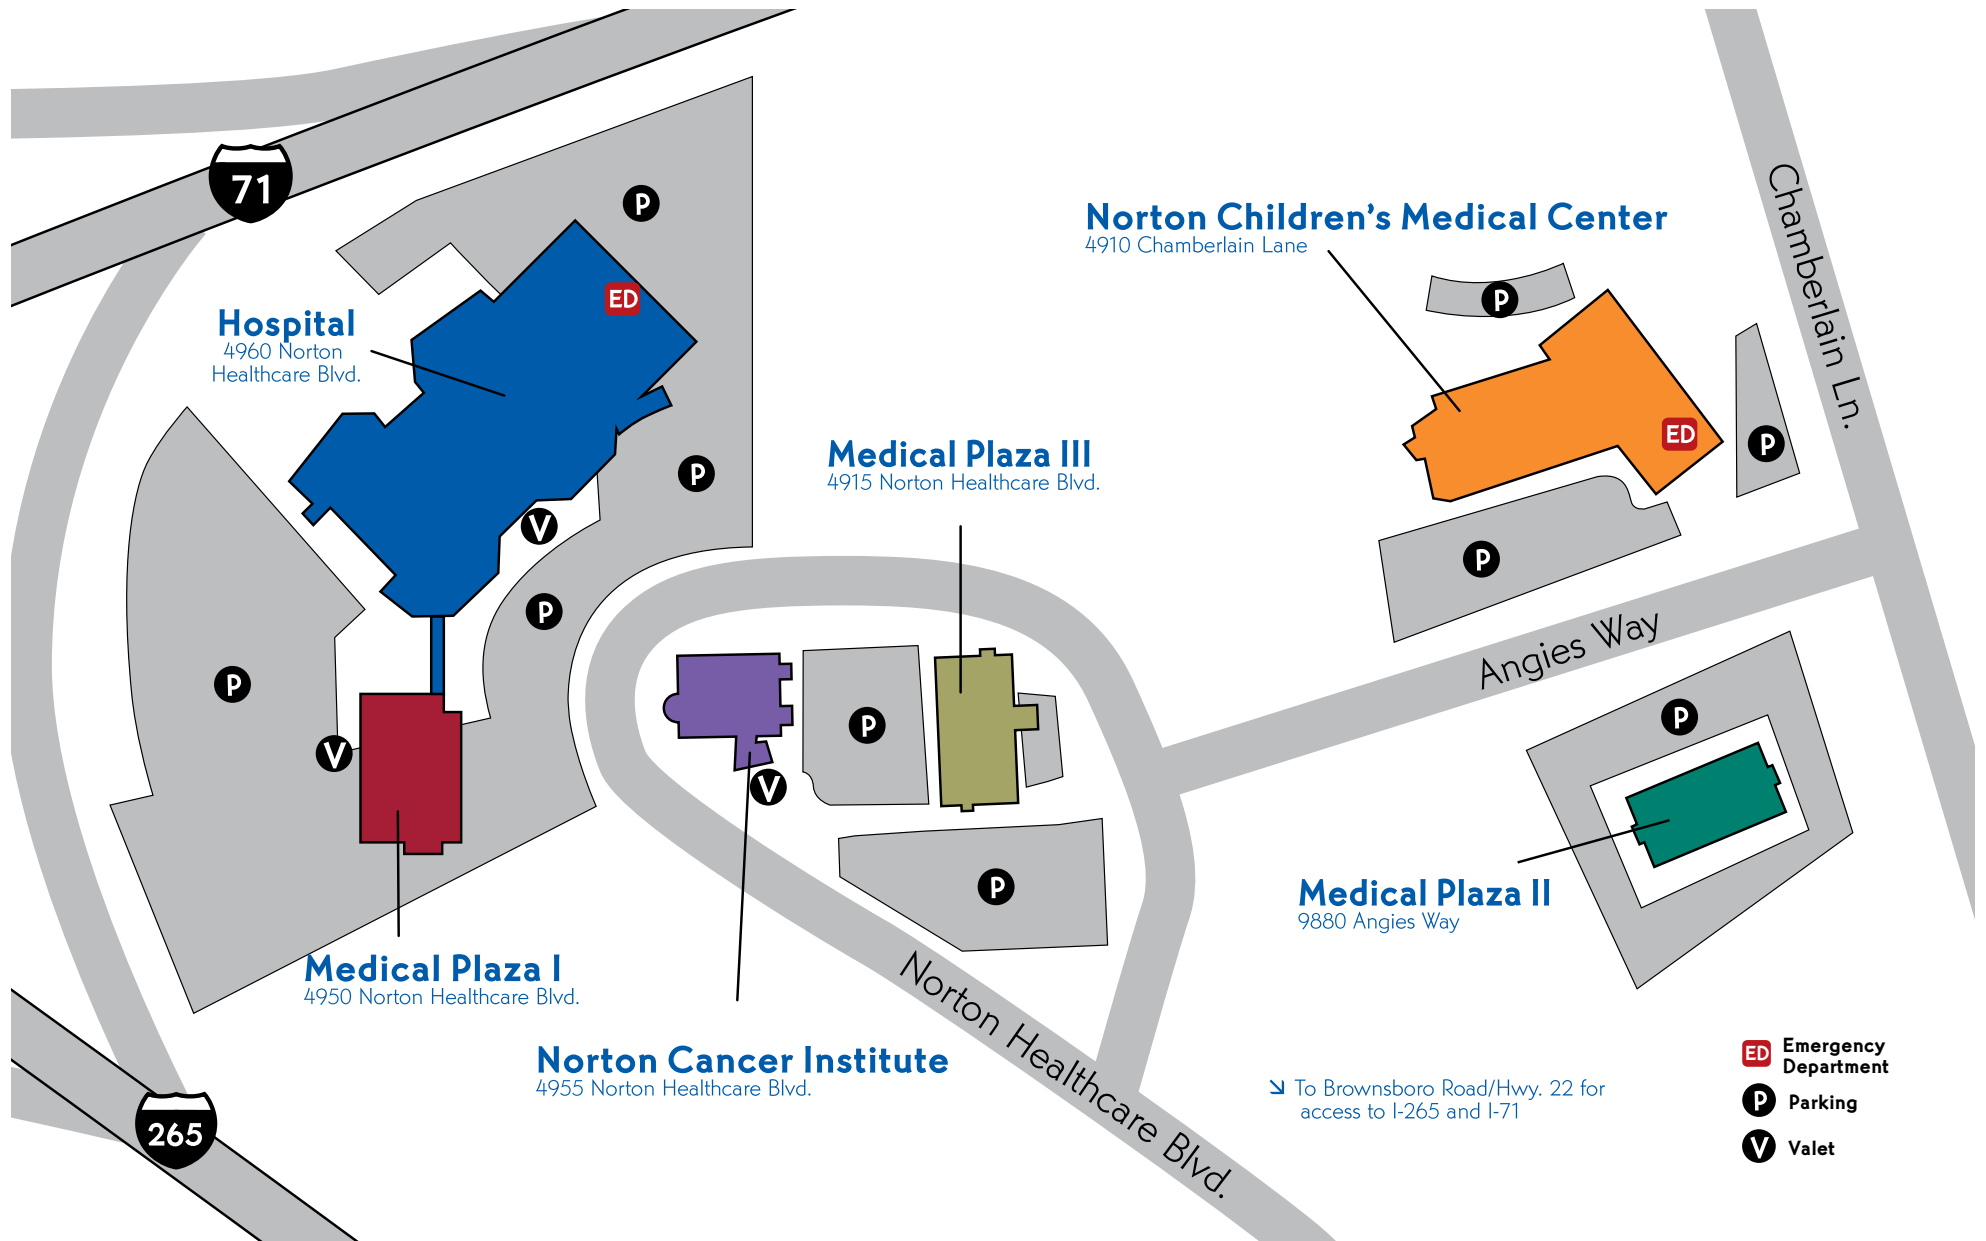 71
P
Norton Children's Medical Center
4910 Chamberlain Lane
Chamberlain Ln.
P
ED
Hospital
4960 Norton
Healthcare Blvd.
ED
P
P
Medical Plaza III
4915 Norton Healthcare Blvd.
P
V
P
P
Angies Way
P
P
V
P
V
P
P
Medical Plaza II
9880 Angies Way
Medical Plaza I
4950 Norton Healthcare Blvd.
Norton Cancer Institute
4955 Norton Healthcare Blvd.
Norton Healthcare Blvd.
265
To Brownsboro Road/Hwy. 22 for
access to I-265 and I-71
ED Emergency
Department
P Parking
V Valet